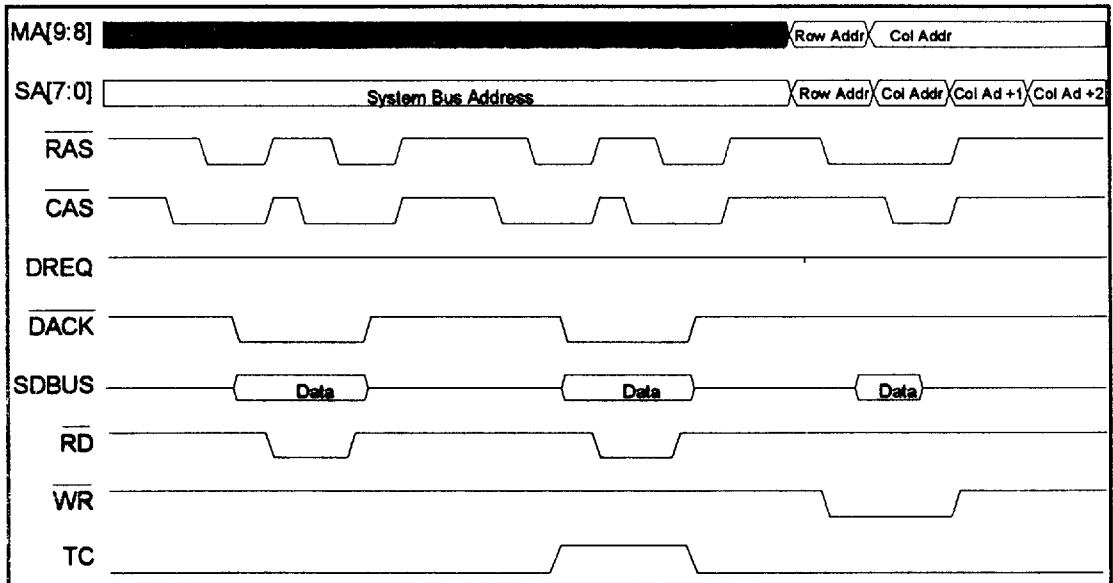 MA[9:8] Row Addr Col Addr
SA[7:0] System Bus Address Row Addr Col Addr Col Ad +1 Col Ad +2
RAS
CAS
DREQ
DACK
SDBUS Data Data Data
RD
WR
TC